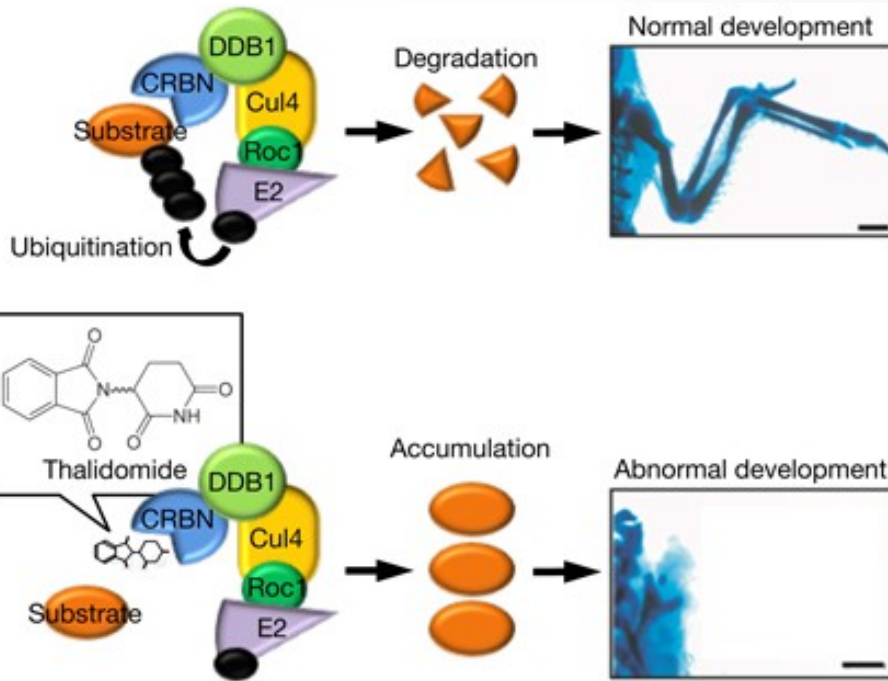 Normal development
DDB1
Degradation
CRBN
Cul4
Substrate
Roc1
E2
Ubiquitination
O
N
O
O
NH
O
Thalidomide
Accumulation
Abnormal development
DDB1
CRBN
Cul4
Roc1
Substrate
E2